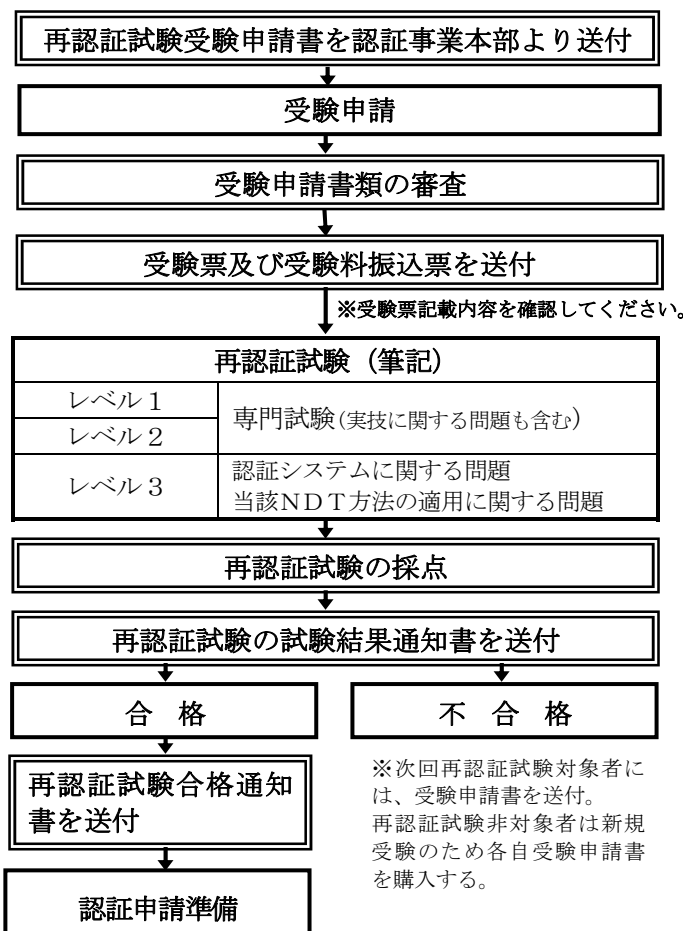 再認証試験受験申請書を認証事業本部より送付
受験申請
受験申請書類の審査
受験票及び受験料振込票を送付
※受験票記載内容を確認してください。
再認証試験（筆記）
レベル１
レベル２
専門試験(実技に関する問題も含む)
レベル３
認証システムに関する問題
当該ＮＤＴ方法の適用に関する問題
再認証試験の採点
再認証試験の試験結果通知書を送付
合　格
不　合　格
再認証試験合格通知
書を送付
※次回再認証試験対象者に
は、受験申請書を送付。
再認証試験非対象者は新規
受験のため各自受験申請書
を購入する。
認証申請準備